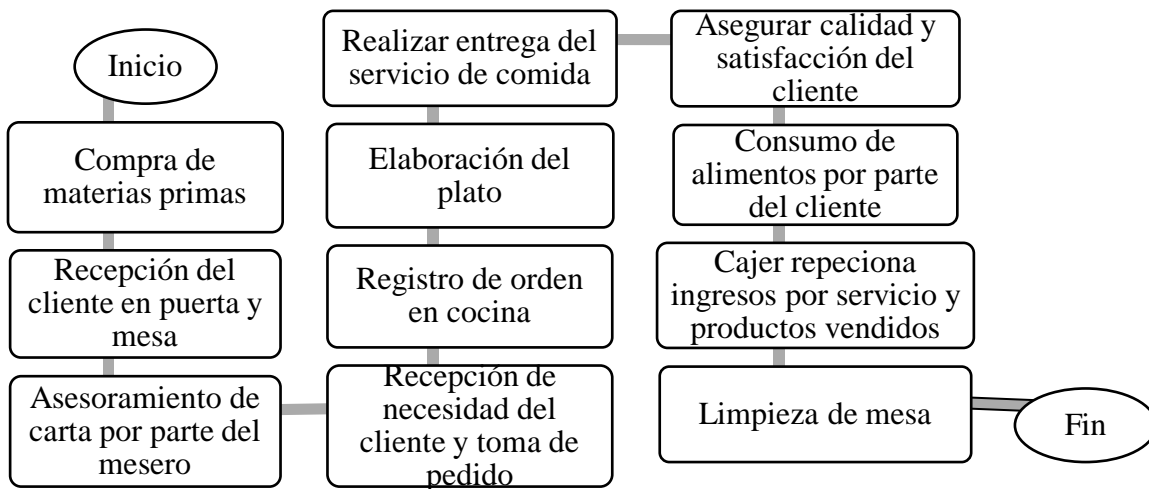 Inicio
Compra de
materias primas
Recepción del
cliente en puerta y
mesa
Asesoramiento de
carta por parte del
mesero
Recepción de
necesidad del
cliente y toma de
pedido
Registro de orden
en cocina
Elaboración del
plato
Realizar entrega del
servicio de comida
Asegurar calidad y
satisfacción del
cliente
Consumo de
alimentos por parte
del cliente
Cajer repeciona
ingresos por servicio y
productos vendidos
Limpieza de mesa
Fin